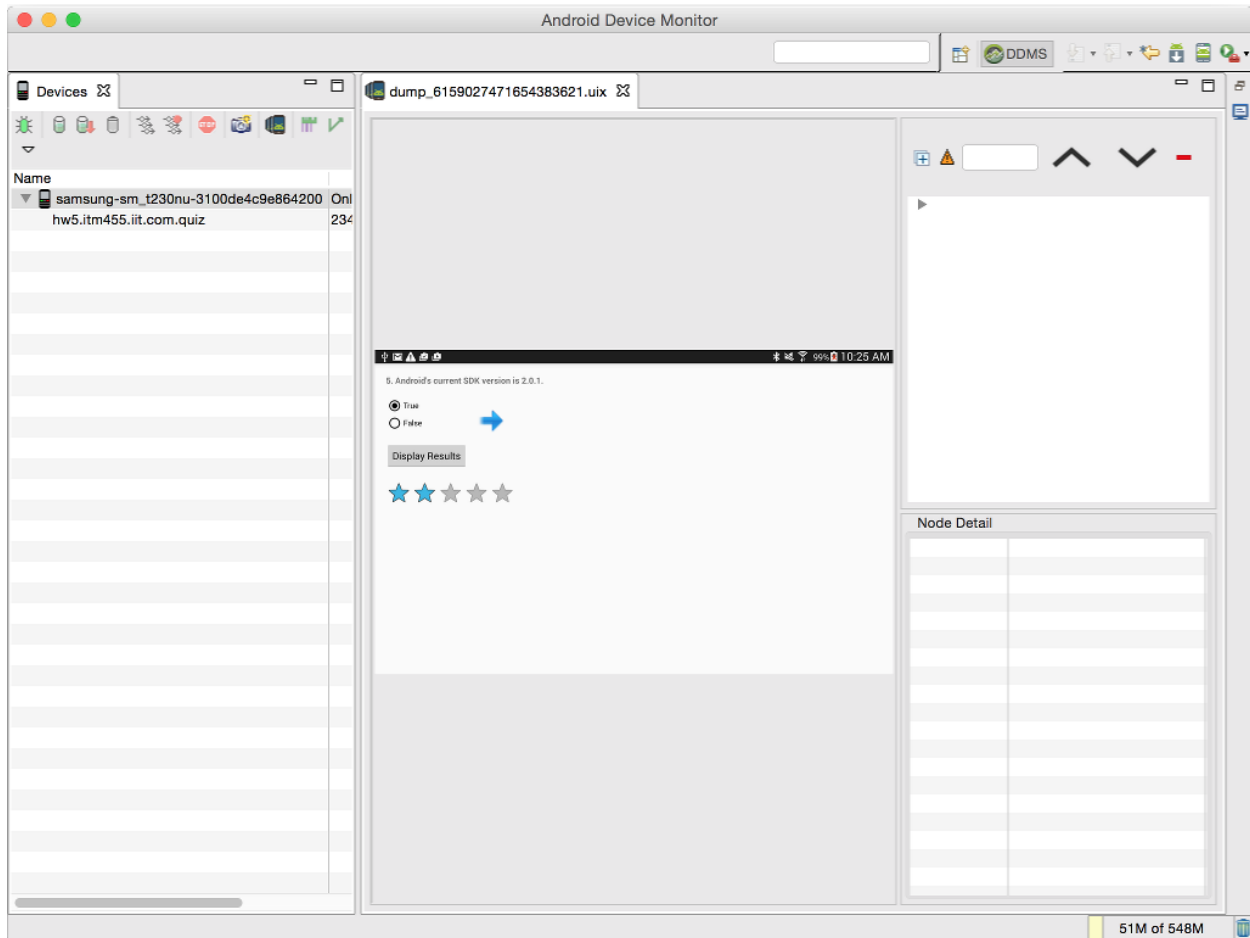 Android Device Monitor
DDMS
Devices
dump_6159027471654383621.uix
Name
samsung-sm_t230nu-3100de4c9e864200 Onl
hw5.itm455.iit.com.quiz 234
99% 10:25 AM
5. Android's current SDK version is 2.0.1.
True
False
Display Results
Node Detail
51M of 548M